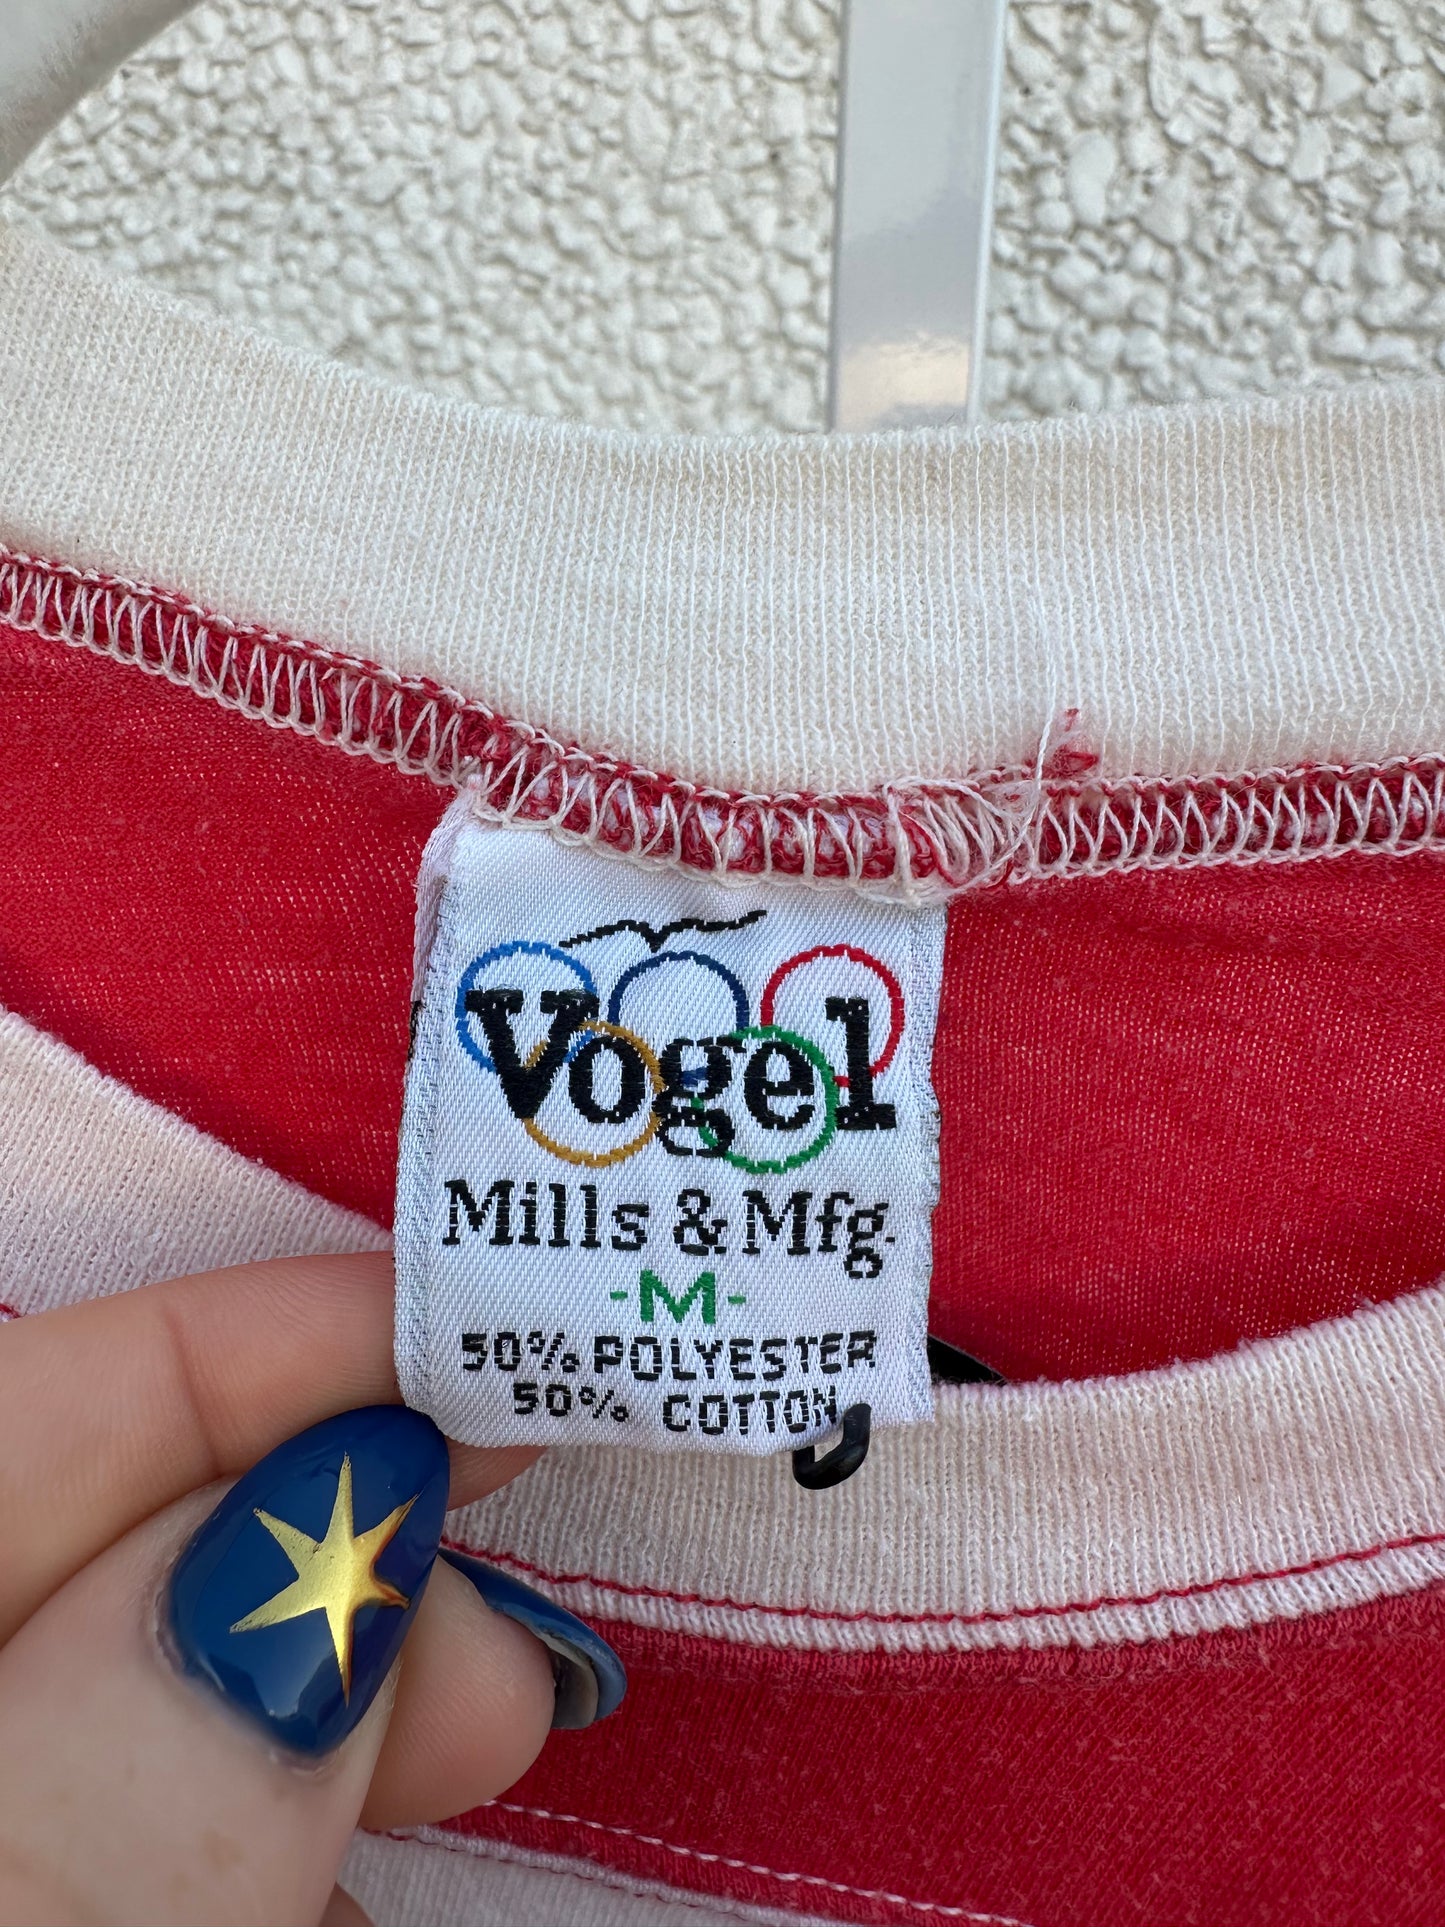 Vogel
Mills & Mfg.
-M-
50% POLYESTER
50% COTTON